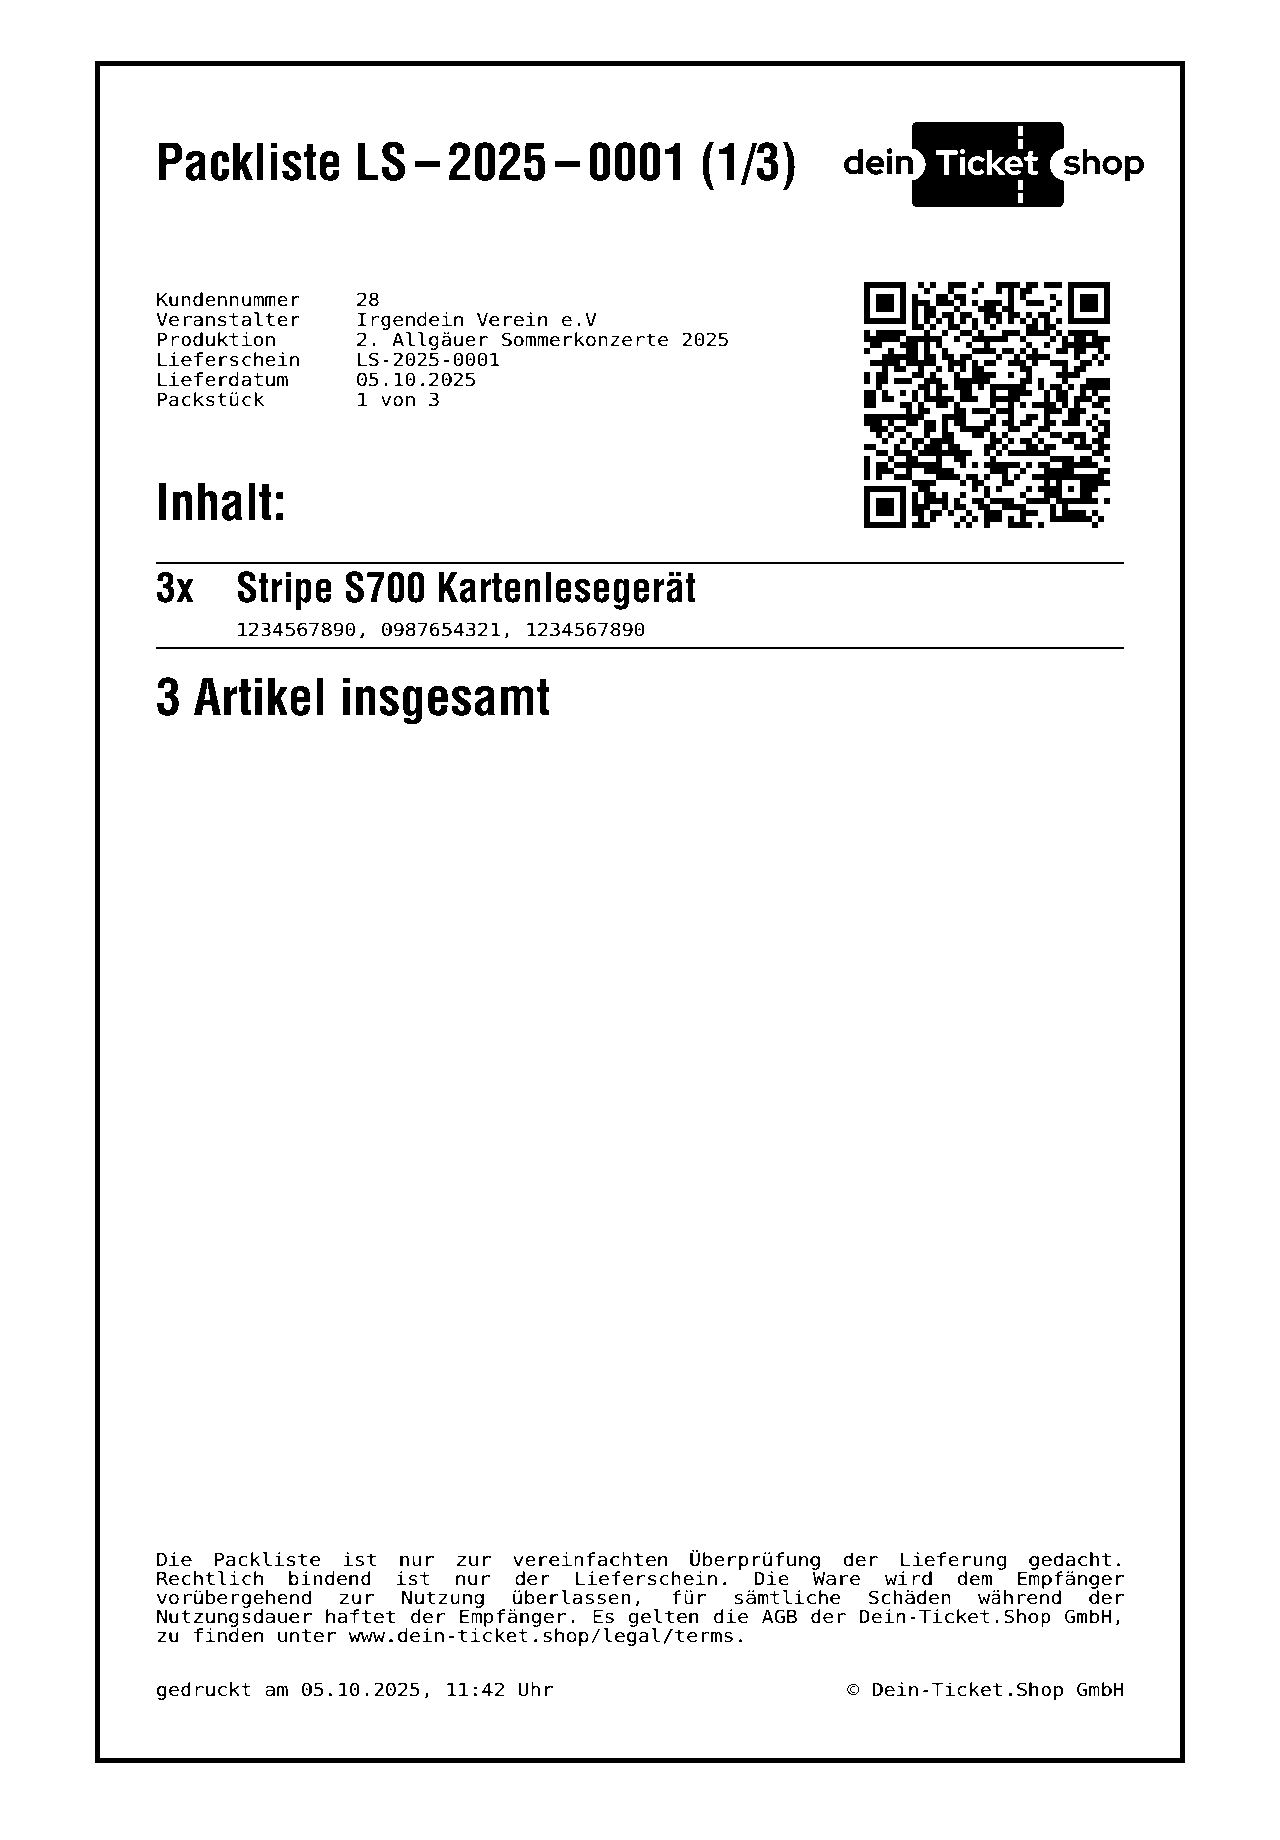 Packliste LS-2025-0001 (1/3)
dein Ticket shop
Kundennummer 28
Veranstalter Irgendein Verein e.V
Produktion 2. Allgäuer Sommerkonzerte 2025
Lieferschein LS-2025-0001
Lieferdatum 05.10.2025
Packstück 1 von 3
Inhalt:
3x Stripe S700 Kartenlesegerät
1234567890, 0987654321, 1234567890
3 Artikel insgesamt
Die Packliste ist nur zur vereinfachten Überprüfung der Lieferung gedacht.
Rechtlich bindend ist nur der Lieferschein. Die Ware wird dem Empfänger
vorübergehend zur Nutzung überlassen, für sämtliche Schäden während der
Nutzungsdauer haftet der Empfänger. Es gelten die AGB der Dein-Ticket.Shop GmbH,
zu finden unter www.dein-ticket.shop/legal/terms.
gedruckt am 05.10.2025, 11:42 Uhr
© Dein-Ticket.Shop GmbH